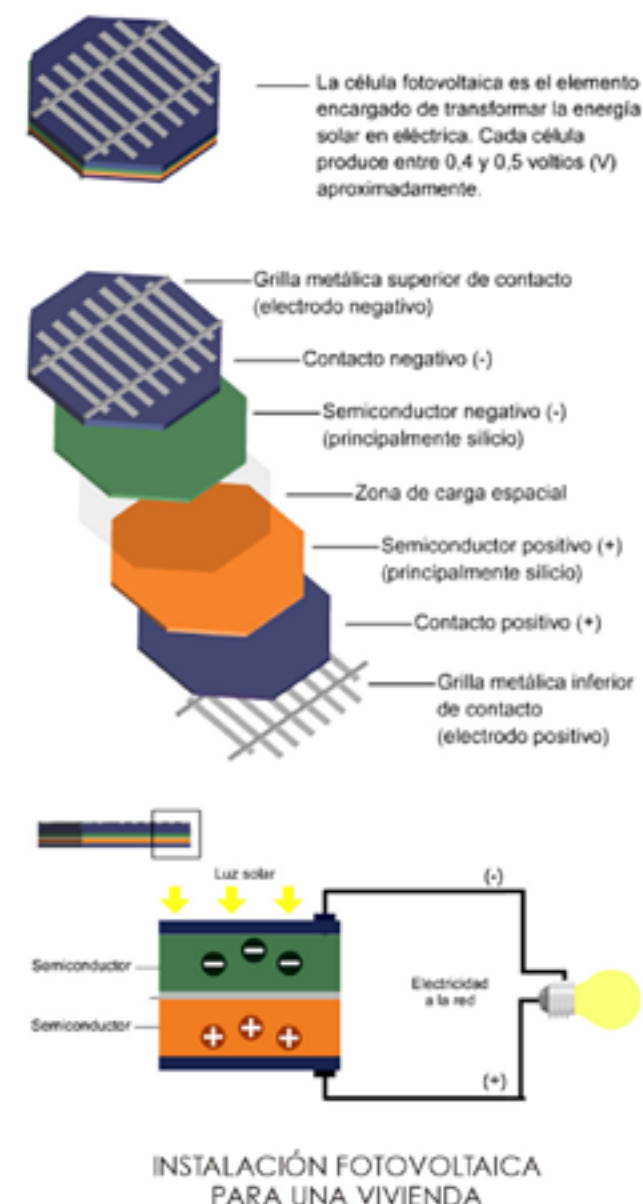 La célula fotovoltaica es el elemento
encargado de transformar la energía
solar en eléctrica. Cada célula
produce entre 0,4 y 0,5 voltios (V)
aproximadamente.
Grilla metálica superior de contacto
(electrodo negativo)
Contacto negativo (-)
Semiconductor negativo (-)
(principalmente silicio)
Zona de carga espacial
Semiconductor positivo (+)
(principalmente silicio)
Contacto positivo (+)
Grilla metálica inferior
de contacto
(electrodo positivo)
Luz solar
(-)
Semiconductor
Electricidad
a la red
Semiconductor
(+)
INSTALACIÓN FOTOVOLTAICA
PARA UNA VIVIENDA